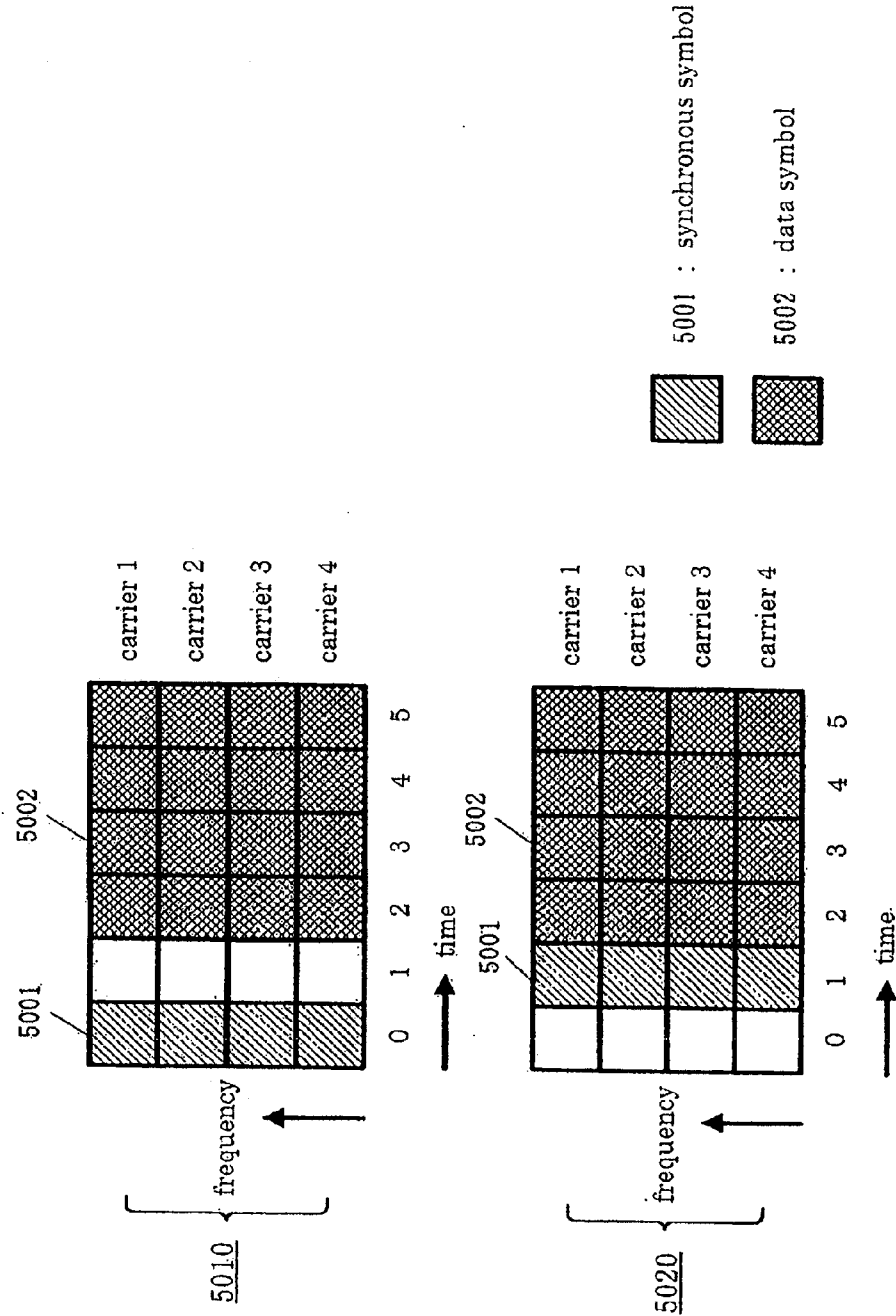 5001
5002
carrier 1
carrier 2
carrier 3
carrier 4
frequency
5010
0 1 2 3 4 5
time
5001
5002
carrier 1
carrier 2
carrier 3
carrier 4
frequency
5020
0 1 2 3 4 5
time
5001 : synchronous symbol
5002 : data symbol